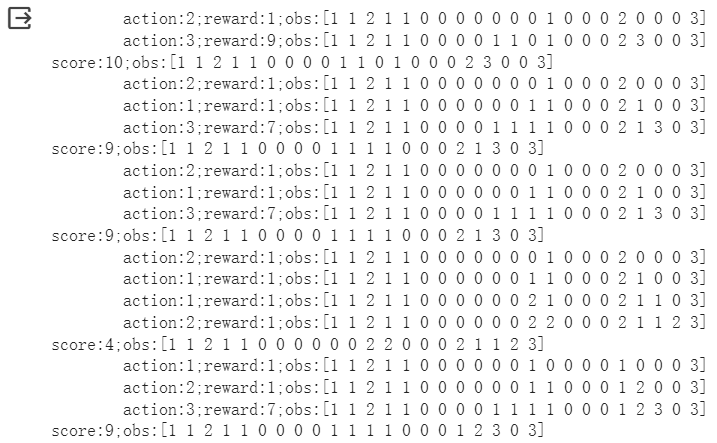 action:2;reward:1;obs:[1 1 2 1 1 0 0 0 0 0 0 0 1 0 0 0 2 0 0 0 3]
action:3;reward:9;obs:[1 1 2 1 1 0 0 0 0 1 1 0 1 0 0 0 2 3 0 0 3]
score:10;obs:[1 1 2 1 1 0 0 0 0 1 1 0 1 0 0 0 2 3 0 0 3]
action:2;reward:1;obs:[1 1 2 1 1 0 0 0 0 0 0 0 1 0 0 0 2 0 0 0 3]
action:1;reward:1;obs:[1 1 2 1 1 0 0 0 0 0 0 1 1 0 0 0 2 1 0 0 3]
action:3;reward:7;obs:[1 1 2 1 1 0 0 0 0 1 1 1 1 0 0 0 2 1 3 0 3]
score:9;obs:[1 1 2 1 1 0 0 0 0 1 1 1 1 0 0 0 2 1 3 0 3]
action:2;reward:1;obs:[1 1 2 1 1 0 0 0 0 0 0 0 1 0 0 0 2 0 0 0 3]
action:1;reward:1;obs:[1 1 2 1 1 0 0 0 0 0 0 1 1 0 0 0 2 1 0 0 3]
action:3;reward:7;obs:[1 1 2 1 1 0 0 0 0 1 1 1 1 0 0 0 2 1 3 0 3]
score:9;obs:[1 1 2 1 1 0 0 0 0 1 1 1 1 0 0 0 2 1 3 0 3]
action:2;reward:1;obs:[1 1 2 1 1 0 0 0 0 0 0 0 1 0 0 0 2 0 0 0 3]
action:1;reward:1;obs:[1 1 2 1 1 0 0 0 0 0 0 1 1 0 0 0 2 1 0 0 3]
action:1;reward:1;obs:[1 1 2 1 1 0 0 0 0 0 0 2 1 0 0 0 2 1 1 0 3]
action:2;reward:1;obs:[1 1 2 1 1 0 0 0 0 0 0 2 2 0 0 0 2 1 1 2 3]
score:4;obs:[1 1 2 1 1 0 0 0 0 0 0 2 2 0 0 0 2 1 1 2 3]
action:1;reward:1;obs:[1 1 2 1 1 0 0 0 0 0 0 1 0 0 0 0 1 0 0 0 3]
action:2;reward:1;obs:[1 1 2 1 1 0 0 0 0 0 0 1 1 0 0 0 1 2 0 0 3]
action:3;reward:7;obs:[1 1 2 1 1 0 0 0 0 1 1 1 1 0 0 0 1 2 3 0 3]
score:9;obs:[1 1 2 1 1 0 0 0 0 1 1 1 1 0 0 0 1 2 3 0 3]